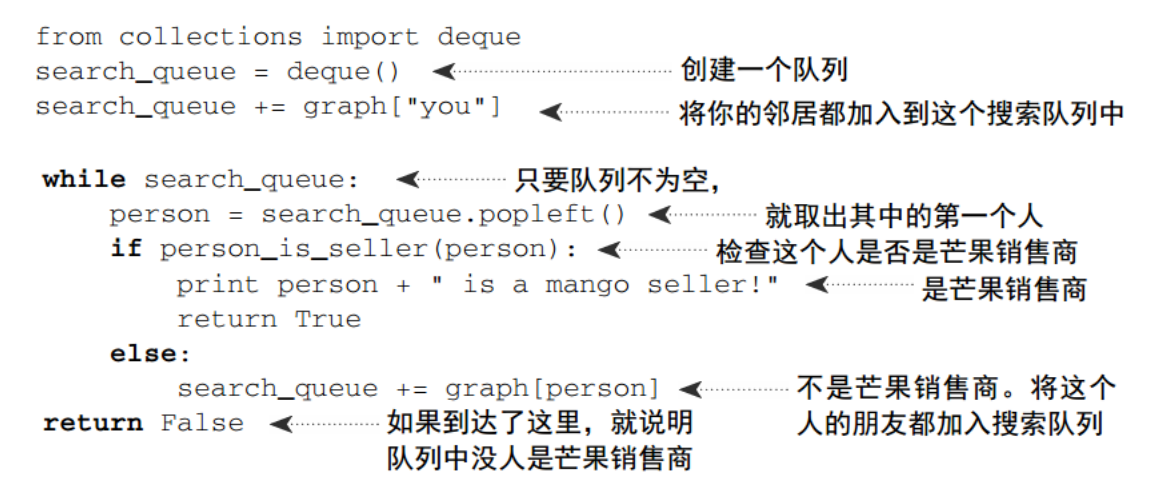 from collections import deque
search_queue = deque() 创建一个队列
search_queue += graph["you"] 将你的邻居都加入到这个搜索队列中
while search_queue: 只要队列不为空，
person = search_queue.popleft() 就取出其中的第一个人
if person_is_seller(person): 检查这个人是否是芒果销售商
print person + " is a mango seller!" 是芒果销售商
return True
else:
search_queue += graph[person] 不是芒果销售商。将这个
人的朋友都加入搜索队列
return False 如果到达了这里，就说明
队列中没人是芒果销售商